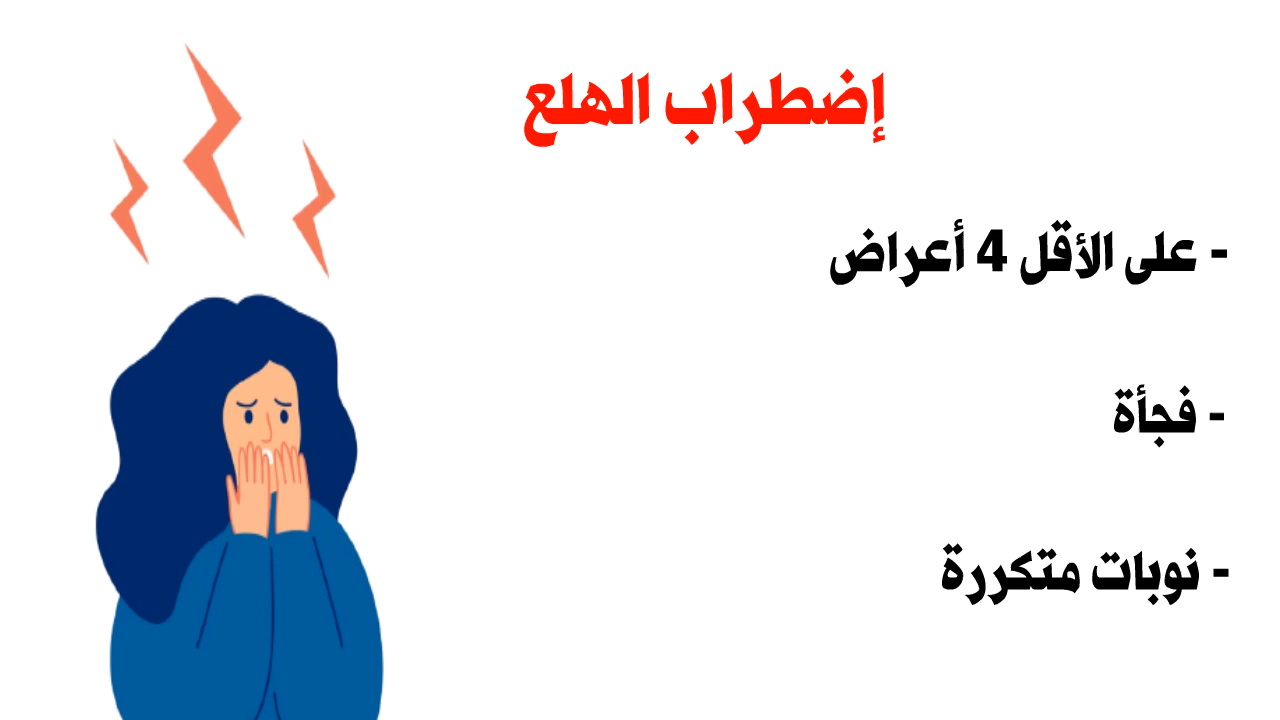 إضطراب الهلع
- على الأقل 4 أعراض
- فجأة
- نوبات متكررة